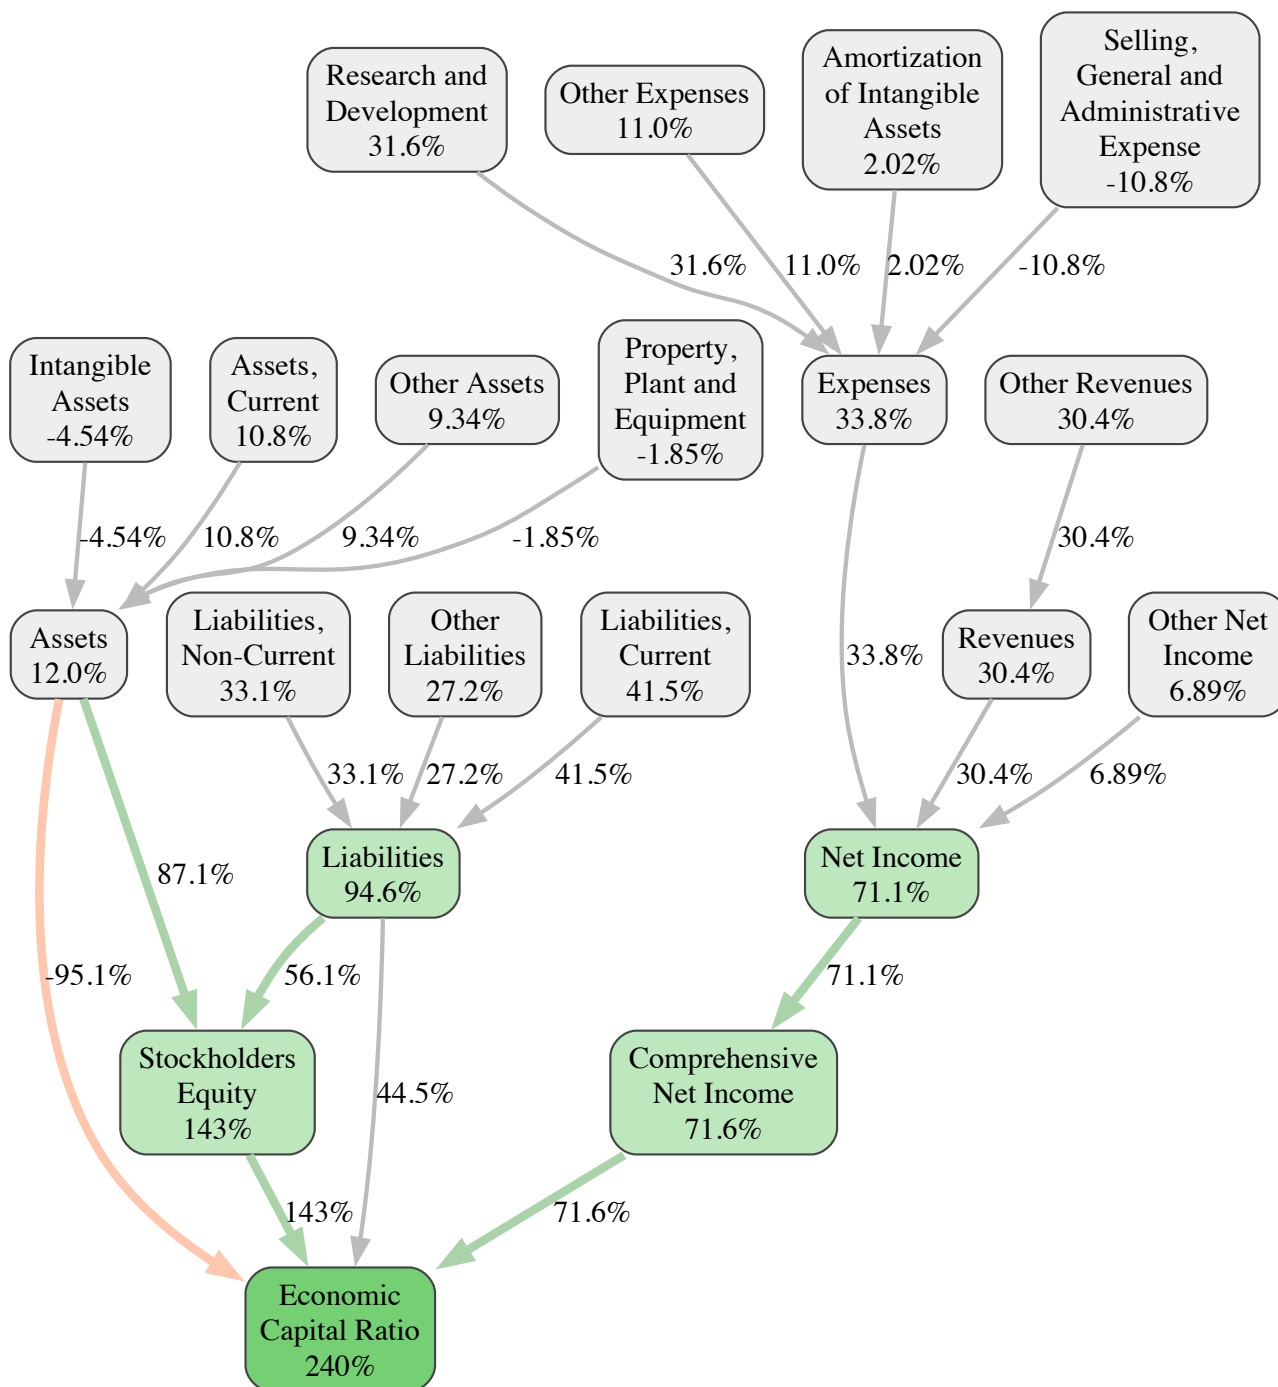 Research and
Development
31.6%
Other Expenses
11.0%
Amortization
of Intangible
Assets
2.02%
Selling,
General and
Administrative
Expense
-10.8%
31.6%
11.0%
2.02%
-10.8%
Intangible
Assets
-4.54%
Assets,
Current
10.8%
Other Assets
9.34%
Property,
Plant and
Equipment
-1.85%
Expenses
33.8%
Other Revenues
30.4%
-4.54%
10.8%
9.34%
-1.85%
30.4%
Assets
12.0%
Liabilities,
Non-Current
33.1%
Other
Liabilities
27.2%
Liabilities,
Current
41.5%
33.8%
Revenues
30.4%
Other Net
Income
6.89%
33.1%
27.2%
41.5%
30.4%
6.89%
87.1%
Liabilities
94.6%
Net Income
71.1%
-95.1%
56.1%
71.1%
Stockholders
Equity
143%
44.5%
Comprehensive
Net Income
71.6%
143%
71.6%
Economic
Capital Ratio
240%